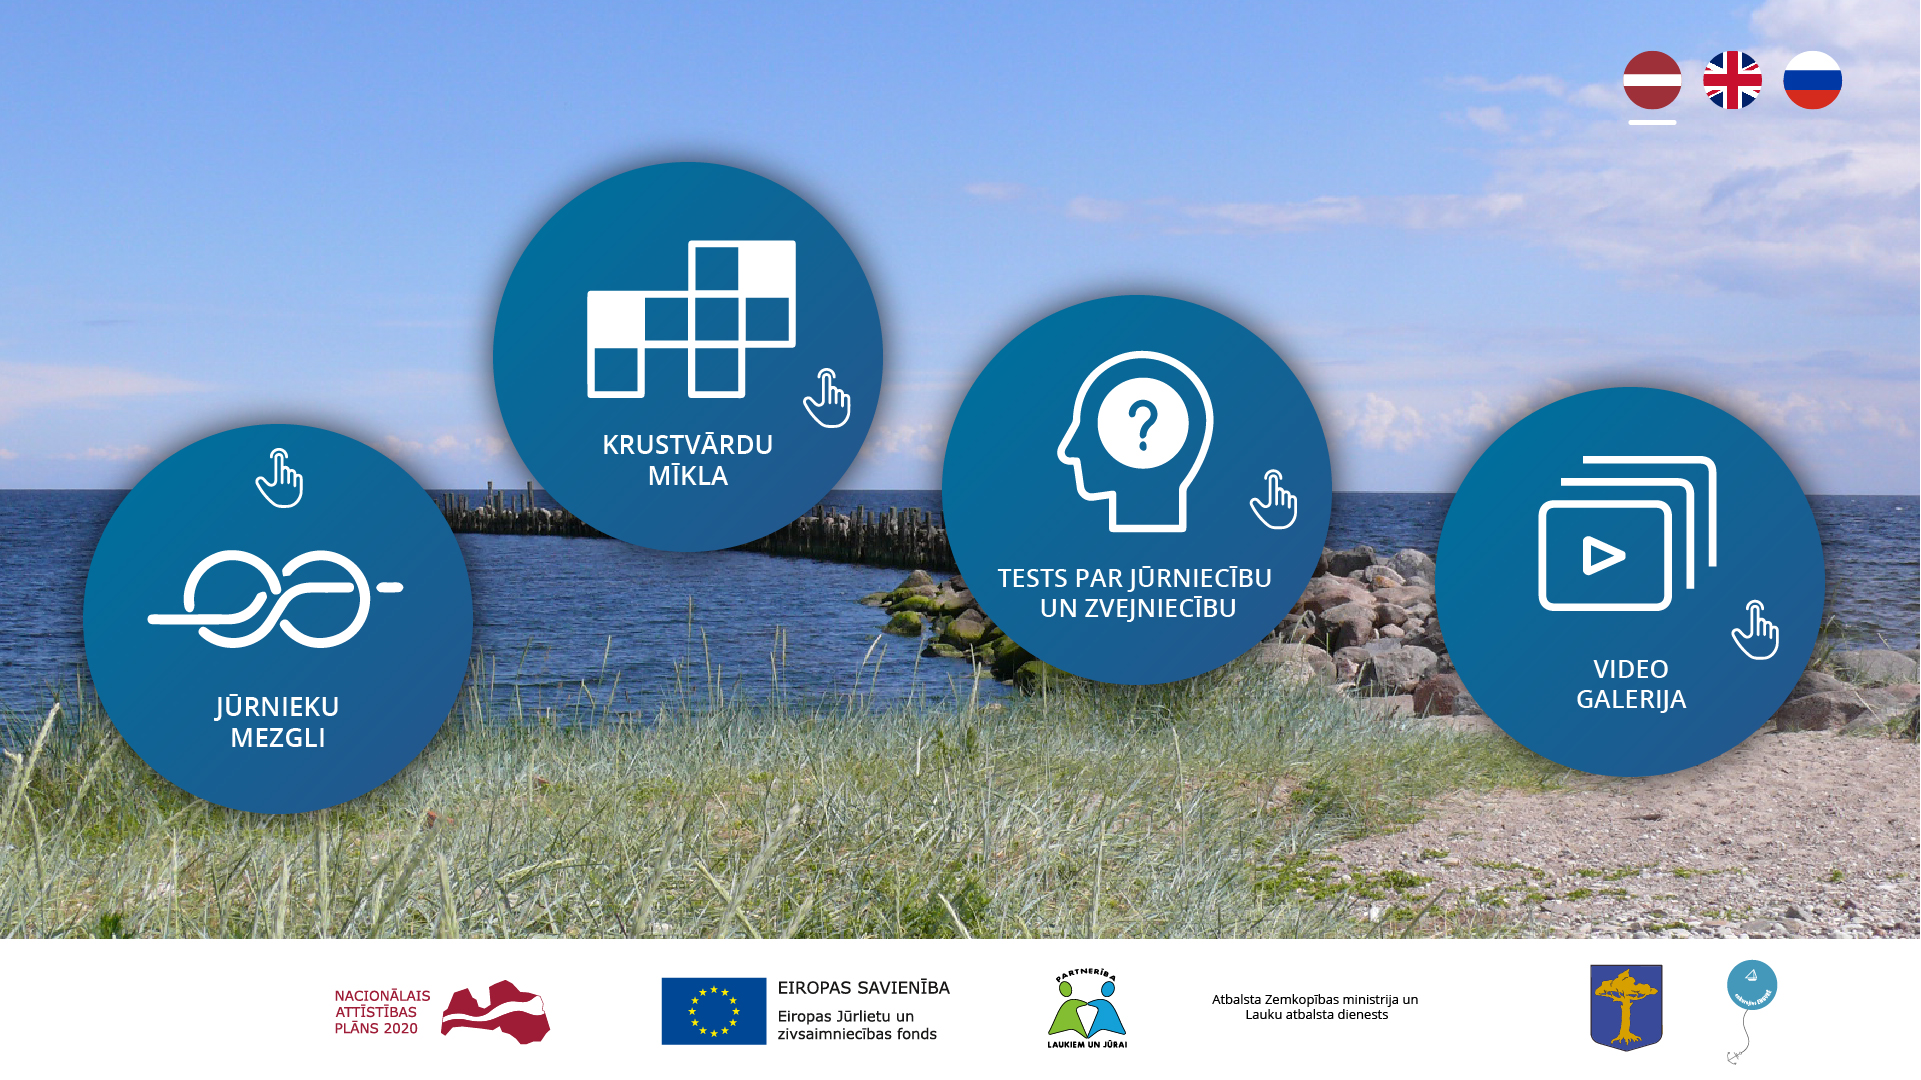 KRUSTVĀRDU
MĪKLA
TESTS PAR JŪRNIECĪBU
UN ZVEJNIECĪBU
JŪRNIEKU
MEZGLI
VIDEO
GALERIJA
NACIONĀLAIS
ATTĪSTĪBAS
PLĀNS 2020
EIROPAS SAVIENĪBA
Eiropas Jūrlietu un
zivsaimniecības fonds
PARTNERĪBA
LAUKIEM UN JŪRAI
Atbalsta Zemkopības ministrija un
Lauku atbalsta dienests